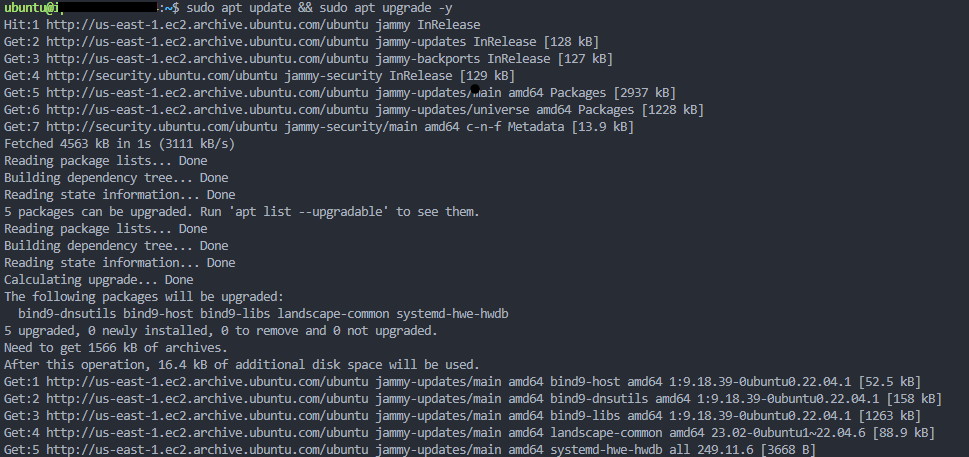 ubuntu@i :~$ sudo apt update && sudo apt upgrade -y
Hit:1 http://us-east-1.ec2.archive.ubuntu.com/ubuntu jammy InRelease
Get:2 http://us-east-1.ec2.archive.ubuntu.com/ubuntu jammy-updates InRelease [128 kB]
Get:3 http://us-east-1.ec2.archive.ubuntu.com/ubuntu jammy-backports InRelease [127 kB]
Get:4 http://security.ubuntu.com/ubuntu jammy-security InRelease [129 kB]
Get:5 http://us-east-1.ec2.archive.ubuntu.com/ubuntu jammy-updates/main amd64 Packages [2937 kB]
Get:6 http://us-east-1.ec2.archive.ubuntu.com/ubuntu jammy-updates/universe amd64 Packages [1228 kB]
Get:7 http://security.ubuntu.com/ubuntu jammy-security/main amd64 c-n-f Metadata [13.9 kB]
Fetched 4563 kB in 1s (3111 kB/s)
Reading package lists... Done
Building dependency tree... Done
Reading state information... Done
5 packages can be upgraded. Run 'apt list --upgradable' to see them.
Reading package lists... Done
Building dependency tree... Done
Reading state information... Done
Calculating upgrade... Done
The following packages will be upgraded:
  bind9-dnsutils bind9-host bind9-libs landscape-common systemd-hwe-hwdb
5 upgraded, 0 newly installed, 0 to remove and 0 not upgraded.
Need to get 1566 kB of archives.
After this operation, 16.4 kB of additional disk space will be used.
Get:1 http://us-east-1.ec2.archive.ubuntu.com/ubuntu jammy-updates/main amd64 bind9-host amd64 1:9.18.39-0ubuntu0.22.04.1 [52.5 kB]
Get:2 http://us-east-1.ec2.archive.ubuntu.com/ubuntu jammy-updates/main amd64 bind9-dnsutils amd64 1:9.18.39-0ubuntu0.22.04.1 [158 kB]
Get:3 http://us-east-1.ec2.archive.ubuntu.com/ubuntu jammy-updates/main amd64 bind9-libs amd64 1:9.18.39-0ubuntu0.22.04.1 [1263 kB]
Get:4 http://us-east-1.ec2.archive.ubuntu.com/ubuntu jammy-updates/main amd64 landscape-common amd64 23.02-0ubuntu1~22.04.6 [88.9 kB]
Get:5 http://us-east-1.ec2.archive.ubuntu.com/ubuntu jammy-updates/main amd64 systemd-hwe-hwdb all 249.11.6 [3668 B]